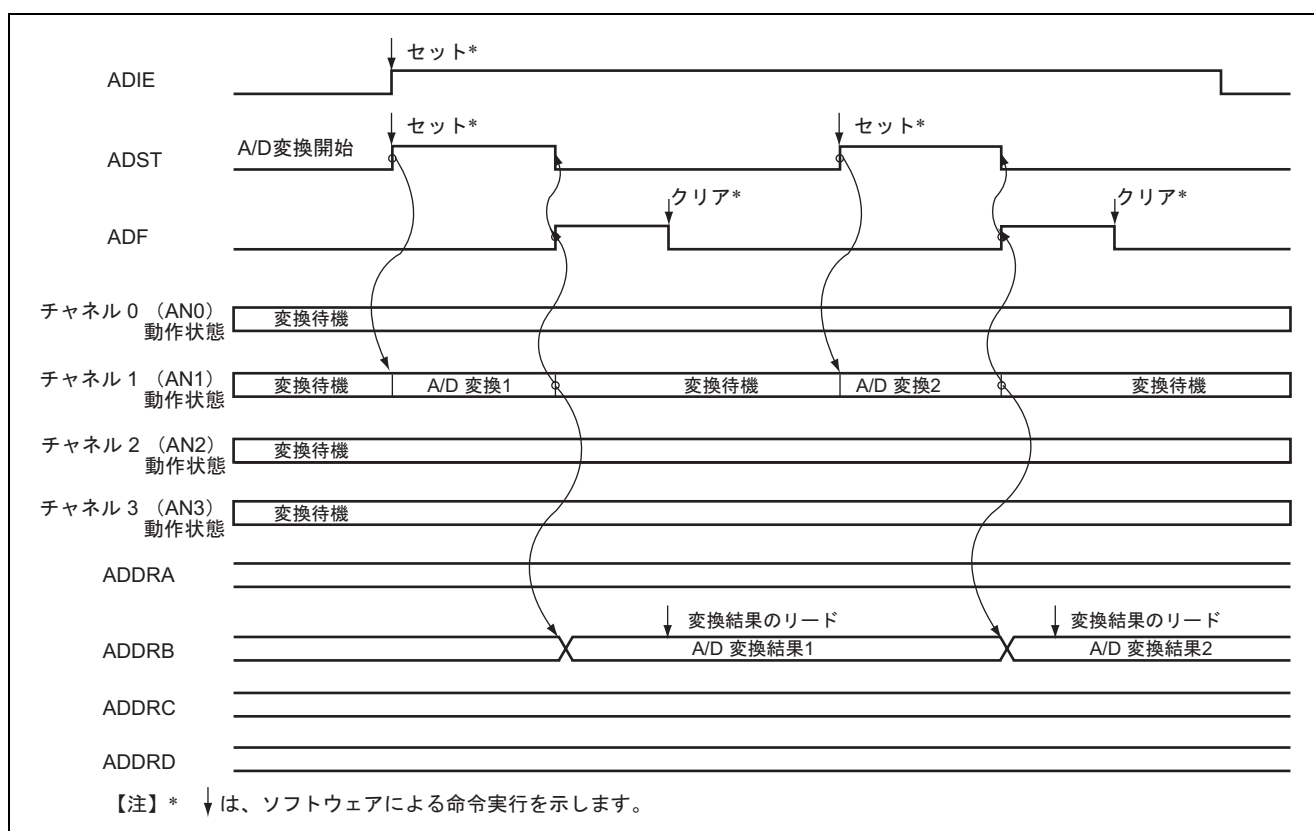 セット*
ADIE
セット*
セット*
A/D変換開始
ADST
クリア*
クリア*
ADF
チャネル 0 （AN0）
動作状態
変換待機
チャネル 1 （AN1）
動作状態
変換待機
A/D 変換1
変換待機
A/D 変換2
変換待機
チャネル 2 （AN2）
動作状態
変換待機
チャネル 3 （AN3）
動作状態
変換待機
ADDRA
変換結果のリード
変換結果のリード
ADDRB
A/D 変換結果1
A/D 変換結果2
ADDRC
ADDRD
【注】* ↓は、ソフトウェアによる命令実行を示します。